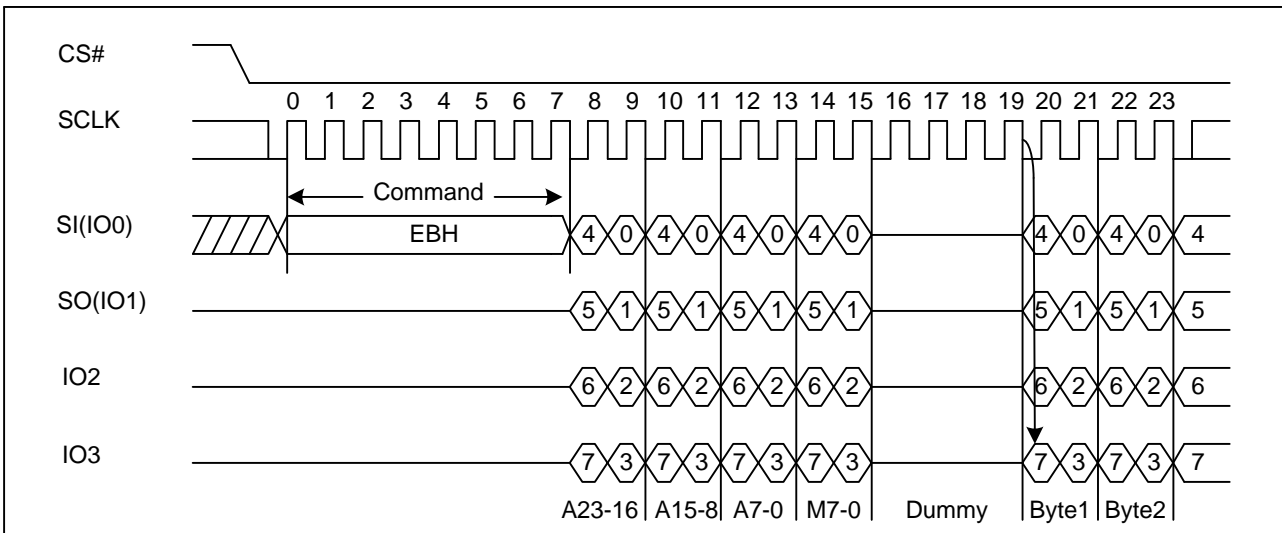 CS#
0 1 2 3 4 5 6 7 8 9 10 11 12 13 14 15 16 17 18 19 20 21 22 23
SCLK
Command
SI(IO0) EBH 4 0 4 0 4 0 4 0 4 0 4 0 4
SO(IO1) 5 1 5 1 5 1 5 1 5 1 5 1 5
IO2 6 2 6 2 6 2 6 2 6 2 6 2 6
IO3 7 3 7 3 7 3 7 3 7 3 7 3 7
A23-16 A15-8 A7-0 M7-0 Dummy Byte1 Byte2